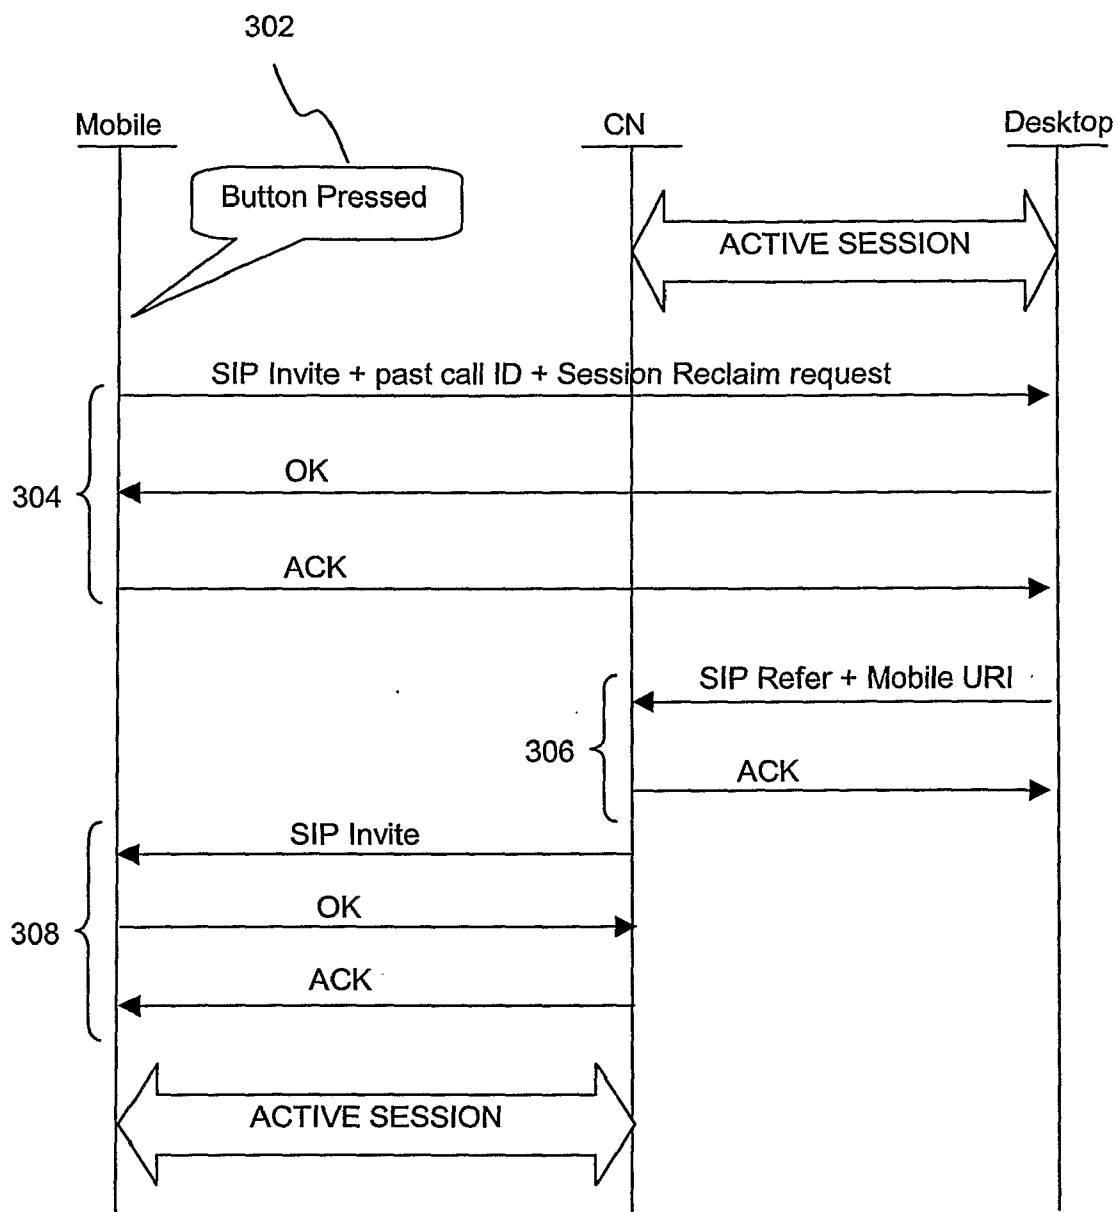 302
Mobile
CN
Desktop
Button Pressed
ACTIVE SESSION
SIP Invite + past call ID + Session Reclaim request
OK
304
ACK
SIP Refer + Mobile URI
306
ACK
SIP Invite
OK
308
ACK
ACTIVE SESSION